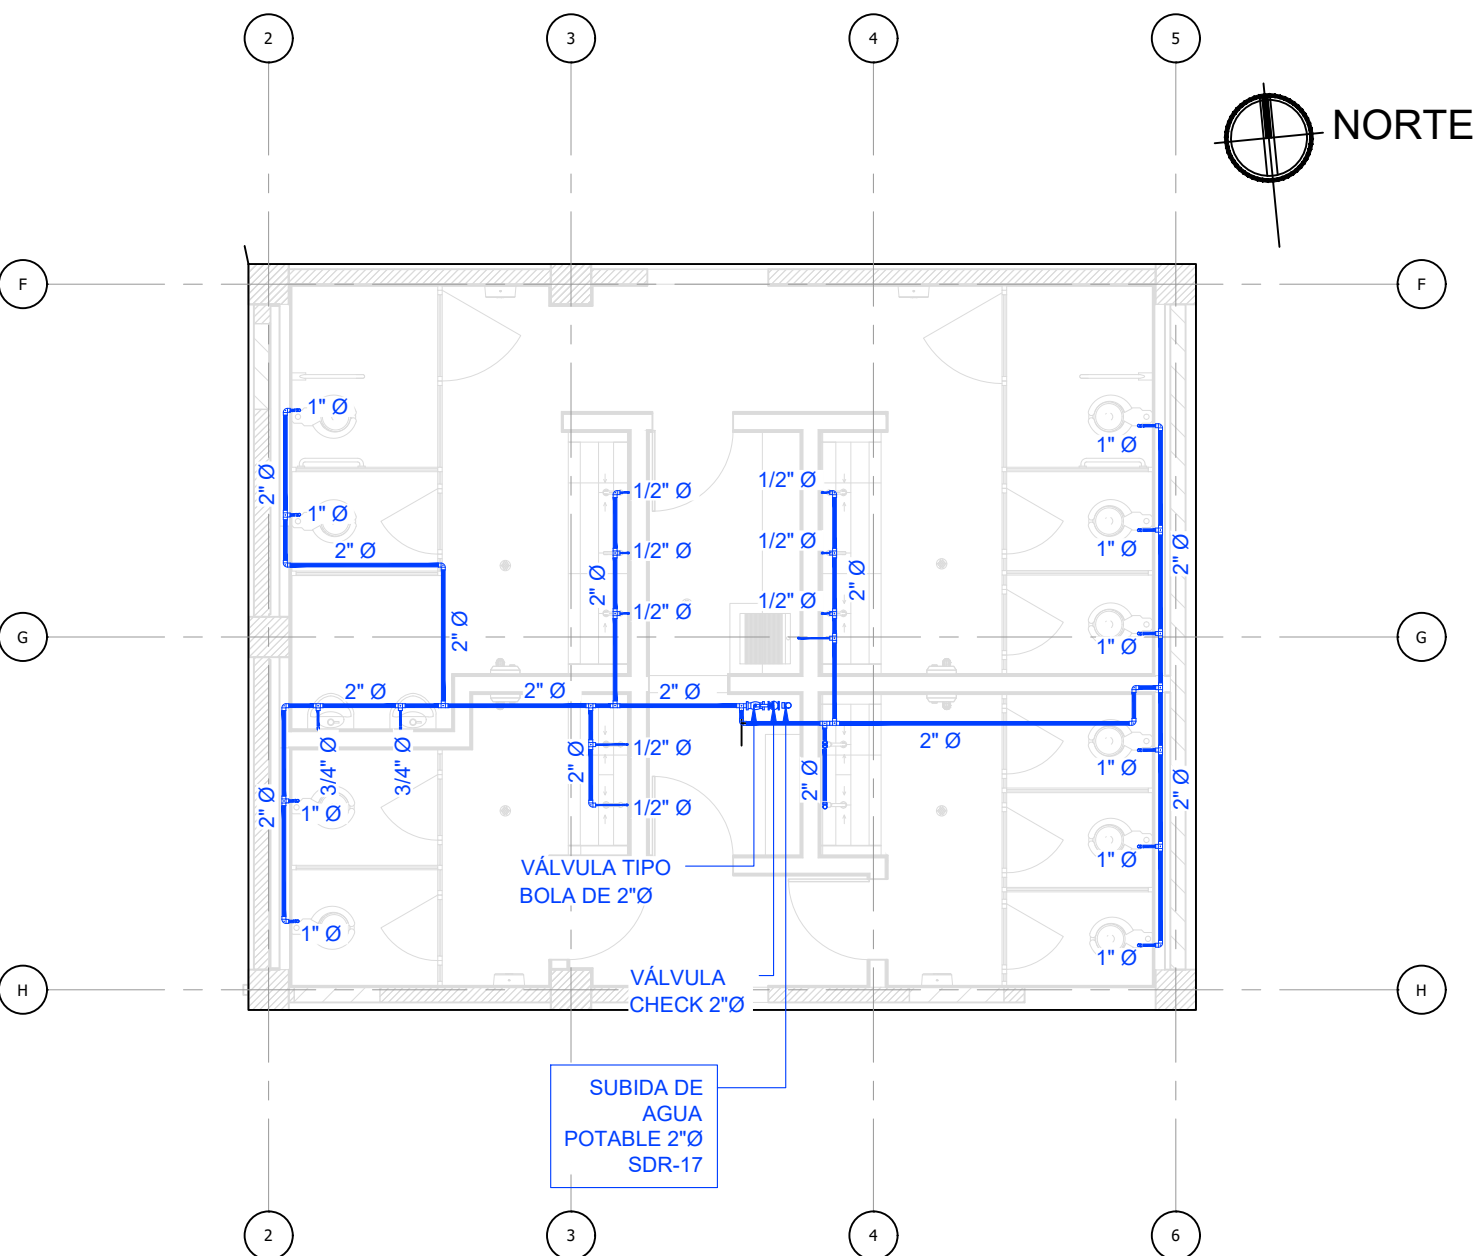 2
3
4
5
NORTE
F
F
1" Ø
1" Ø
2" Ø
1/2" Ø
1/2" Ø
1" Ø
2" Ø
1/2" Ø
1/2" Ø
1" Ø
2" Ø
2" Ø
2" Ø
2" Ø
1/2" Ø
1/2" Ø
G
2" Ø
1" Ø
G
2" Ø
2" Ø
2" Ø
2" Ø
3/4" Ø
3/4" Ø
2" Ø
1/2" Ø
1" Ø
2" Ø
2" Ø
2" Ø
1" Ø
1/2" Ø
1" Ø
VÁLVULA TIPO
BOLA DE 2"Ø
1" Ø
1" Ø
H
VÁLVULA
CHECK 2"Ø
H
SUBIDA DE
AGUA
POTABLE 2"Ø
SDR-17
2
3
4
6